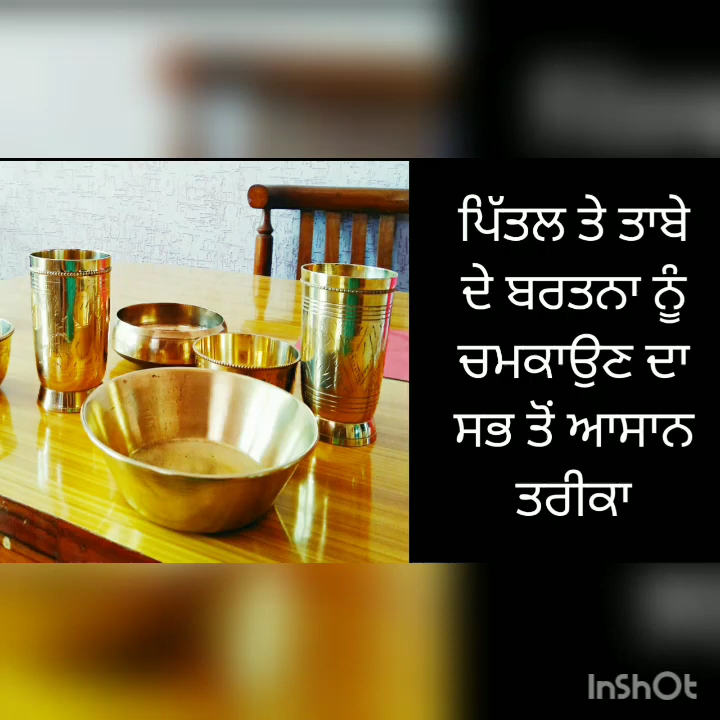 ਪਿੱਤਲ ਤੇ ਤਾਬੇ
ਦੇ ਬਰਤਨਾ ਨੂੰ
ਚਮਕਾਉਣ ਦਾ
ਸਭ ਤੋਂ ਆਸਾਨ
ਤਰੀਕਾ
InShOt